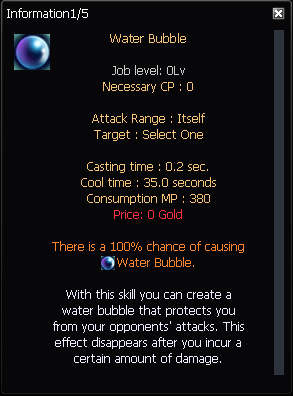 Information1/5
Water Bubble
Job level: 0Lv
Necessary CP : 0
Attack Range : Itself
Target : Select One
Casting time : 0.2 sec.
Cool time : 35.0 seconds
Consumption MP : 380
Price: 0 Gold
There is a 100% chance of causing
Water Bubble.
With this skill you can create a
water bubble that protects you
from your opponents' attacks. This
effect disappears after you incur a
certain amount of damage.